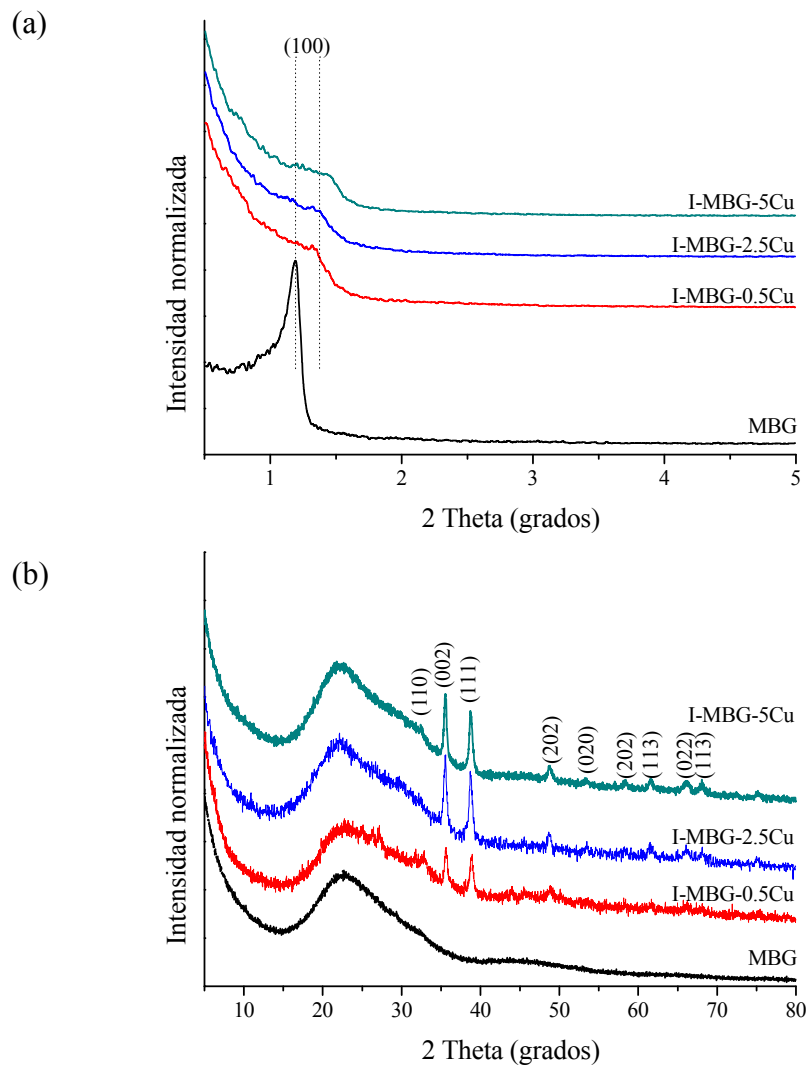 (a)
(100)
I-MBG-5Cu
I-MBG-2.5Cu
I-MBG-0.5Cu
MBG
Intensidad normalizada
1 2 3 4 5
2 Theta (grados)
(b)
(110) (002) (111) (202) (020) (202) (113) (022) (113)
I-MBG-5Cu
I-MBG-2.5Cu
I-MBG-0.5Cu
MBG
Intensidad normalizada
10 20 30 40 50 60 70 80
2 Theta (grados)